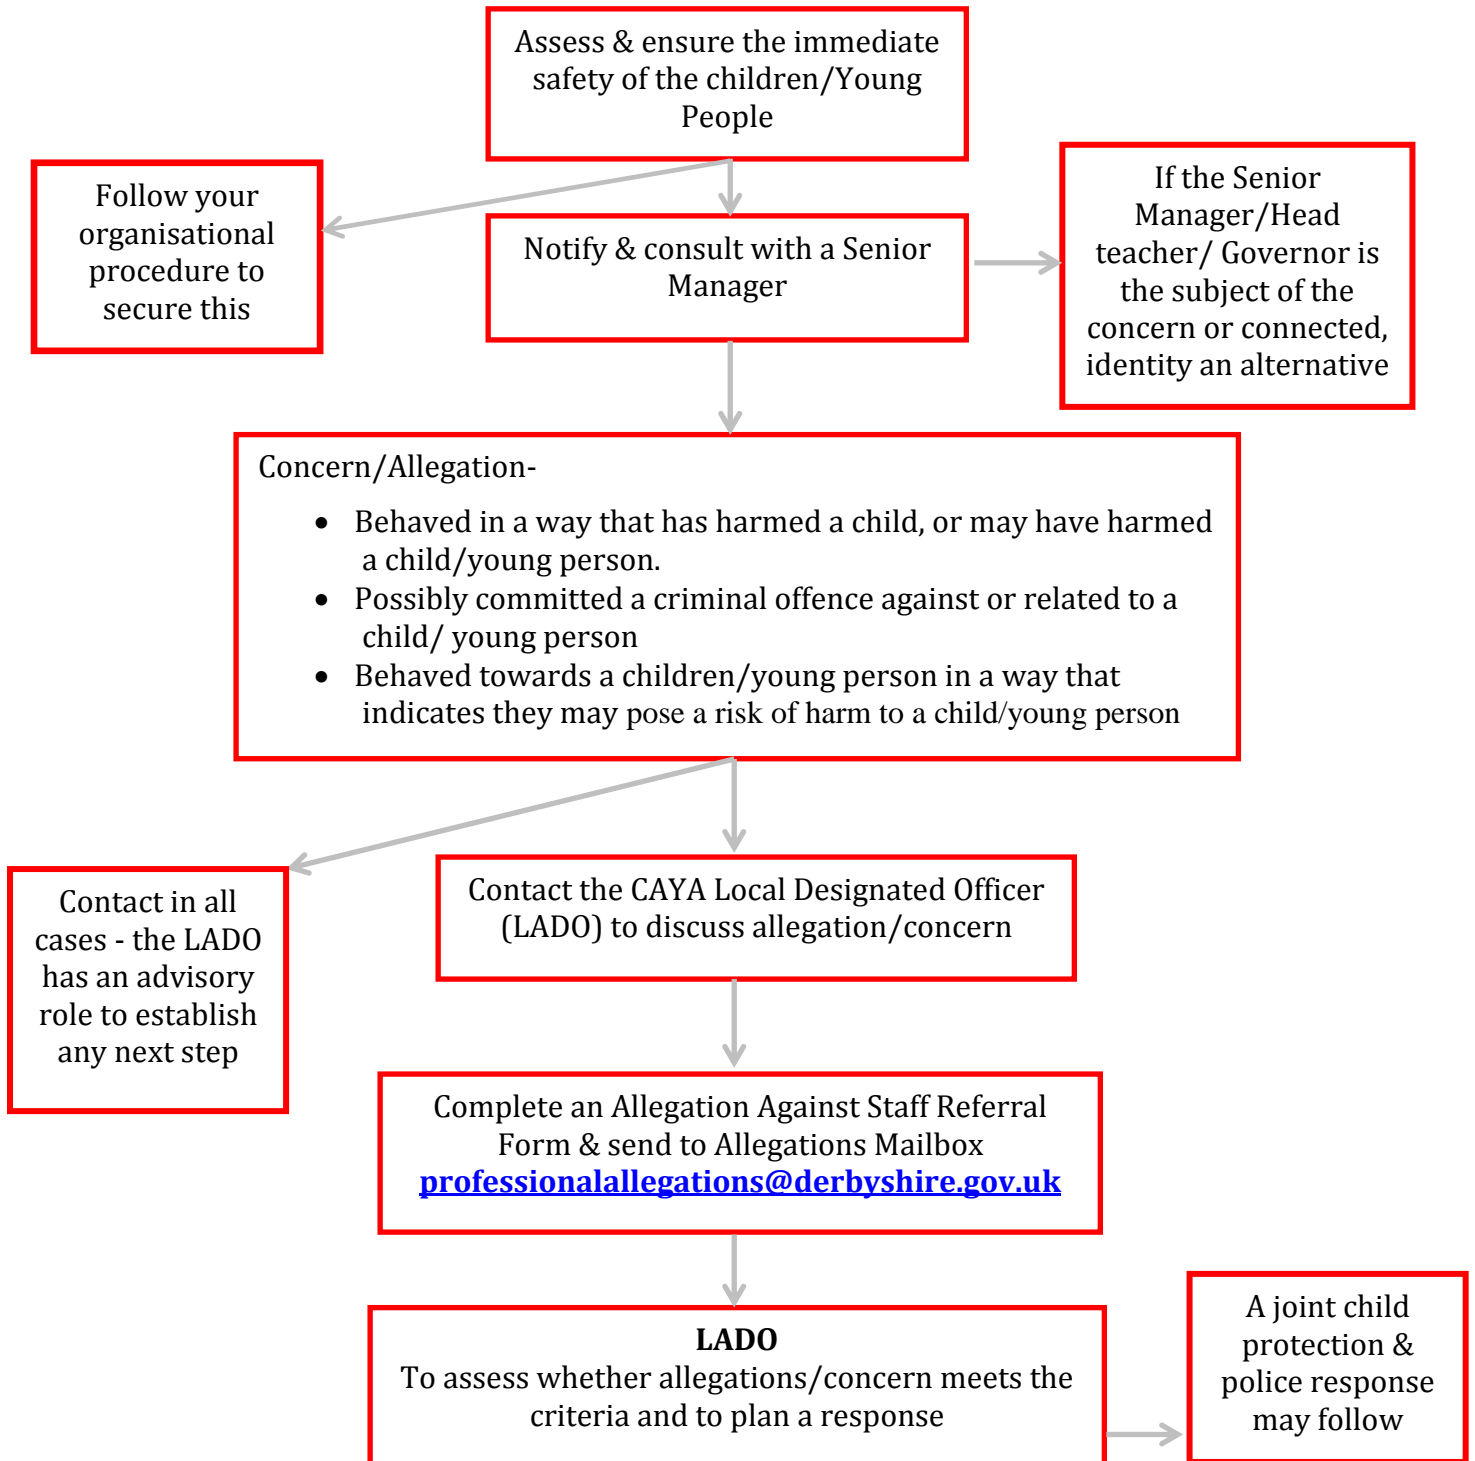 Assess & ensure the immediate
safety of the children/Young
People
Follow your
organisational
procedure to
secure this
Notify & consult with a Senior
Manager
If the Senior
Manager/Head
teacher/ Governor is
the subject of the
concern or connected,
identity an alternative
Concern/Allegation-
• Behaved in a way that has harmed a child, or may have harmed
a child/young person.
• Possibly committed a criminal offence against or related to a
child/ young person
• Behaved towards a children/young person in a way that
indicates they may pose a risk of harm to a child/young person
Contact in all
cases - the LADO
has an advisory
role to establish
any next step
Contact the CAYA Local Designated Officer
(LADO) to discuss allegation/concern
Complete an Allegation Against Staff Referral
Form & send to Allegations Mailbox
professionalallegations@derbyshire.gov.uk
LADO
To assess whether allegations/concern meets the
criteria and to plan a response
A joint child
protection &
police response
may follow